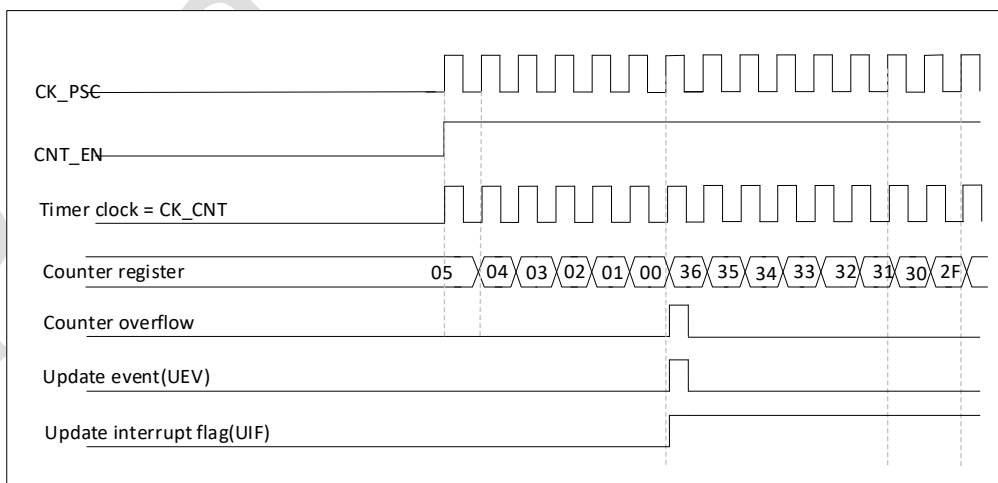 CK_PSC
CNT_EN
Timer clock = CK_CNT
Counter register 05 04 03 02 01 00 36 35 34 33 32 31 30 2F
Counter overflow
Update event(UEV)
Update interrupt flag(UIF)